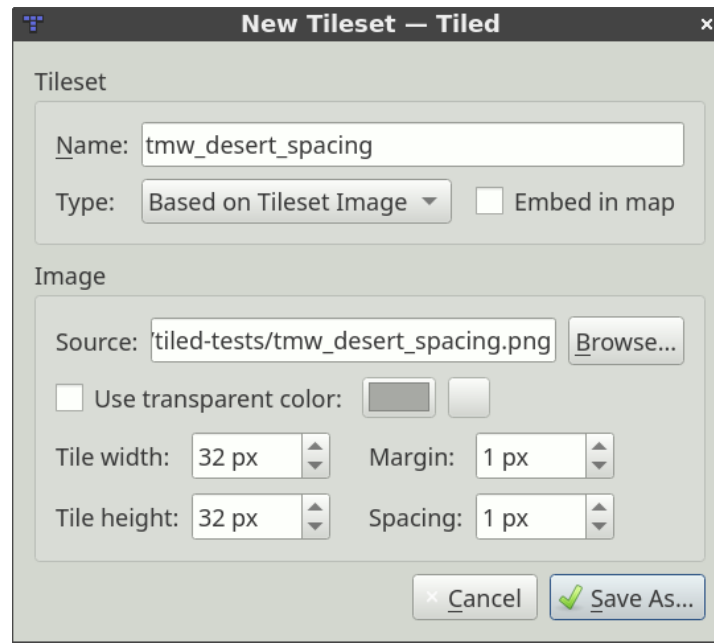 New Tileset — Tiled
Tileset
Name: tmw_desert_spacing
Type: Based on Tileset Image Embed in map
Image
Source: /tiled-tests/tmw_desert_spacing.png Browse...
Use transparent color:
Tile width: 32 px Margin: 1 px
Tile height: 32 px Spacing: 1 px
Cancel Save As...